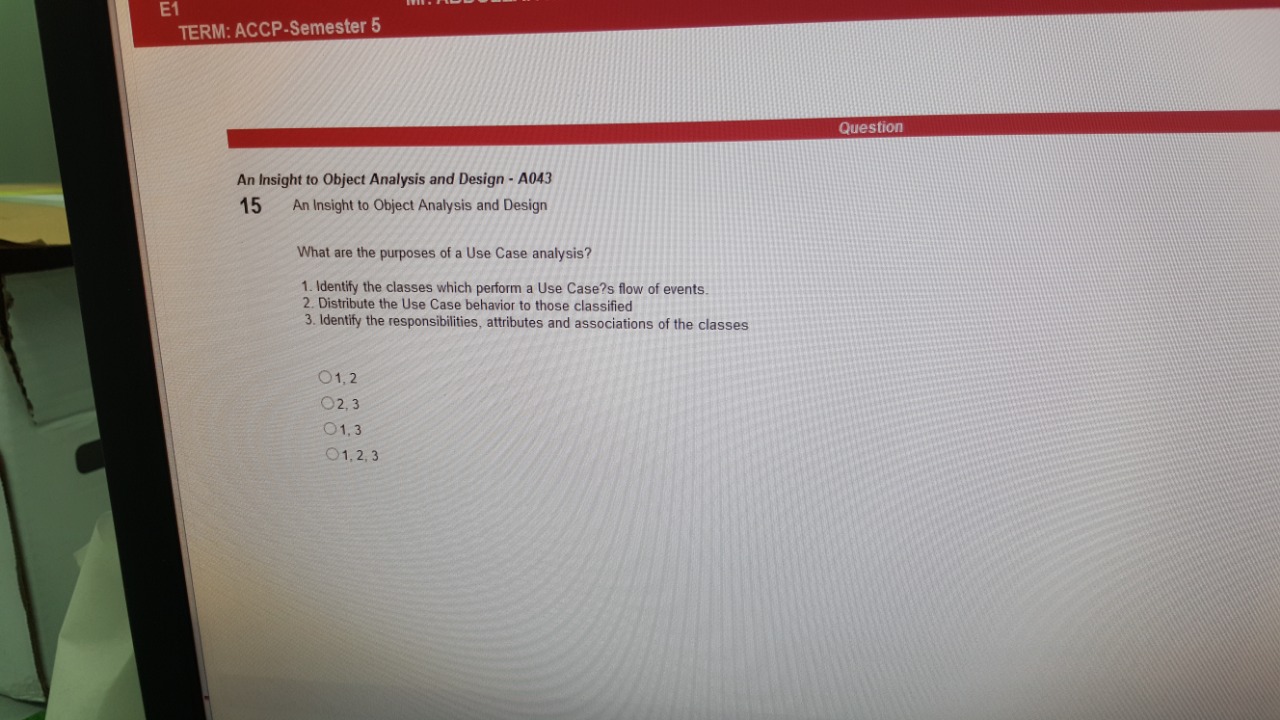 E1
TERM: ACCP-Semester 5
Question
An Insight to Object Analysis and Design - A043
15 An Insight to Object Analysis and Design
What are the purposes of a Use Case analysis?
1. Identify the classes which perform a Use Case?s flow of events.
2. Distribute the Use Case behavior to those classified
3. Identify the responsibilities, attributes and associations of the classes
1, 2
2, 3
1, 3
1, 2, 3